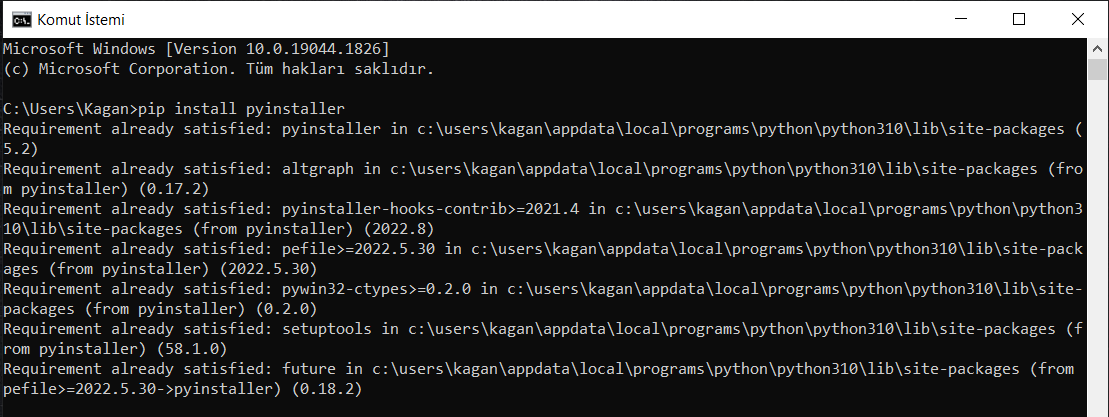 Komut İstemi
Microsoft Windows [Version 10.0.19044.1826]
(c) Microsoft Corporation. Tüm hakları saklıdır.
C:\Users\Kagan>pip install pyinstaller
Requirement already satisfied: pyinstaller in c:\users\kagan\appdata\local\programs\python\python310\lib\site-packages (
5.2)
Requirement already satisfied: altgraph in c:\users\kagan\appdata\local\programs\python\python310\lib\site-packages (fro
m pyinstaller) (0.17.2)
Requirement already satisfied: pyinstaller-hooks-contrib>=2021.4 in c:\users\kagan\appdata\local\programs\python\python3
10\lib\site-packages (from pyinstaller) (2022.8)
Requirement already satisfied: pefile>=2022.5.30 in c:\users\kagan\appdata\local\programs\python\python310\lib\site-pack
ages (from pyinstaller) (2022.5.30)
Requirement already satisfied: pywin32-ctypes>=0.2.0 in c:\users\kagan\appdata\local\programs\python\python310\lib\site-
packages (from pyinstaller) (0.2.0)
Requirement already satisfied: setuptools in c:\users\kagan\appdata\local\programs\python\python310\lib\site-packages (f
rom pyinstaller) (58.1.0)
Requirement already satisfied: future in c:\users\kagan\appdata\local\programs\python\python310\lib\site-packages (from
pefile>=2022.5.30->pyinstaller) (0.18.2)